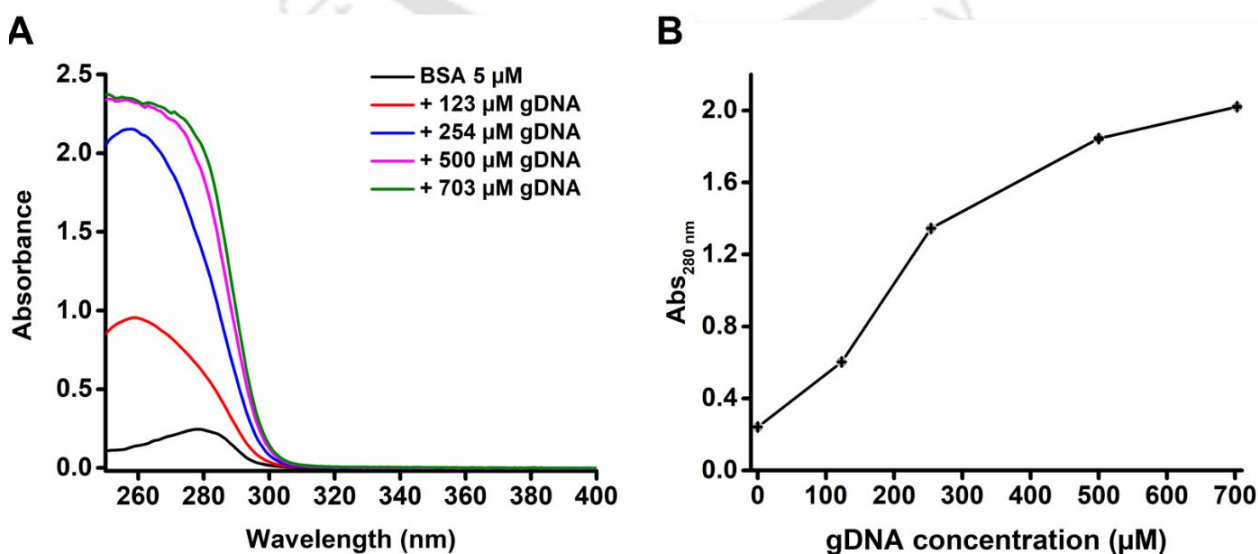 A
2.5
2.0
1.5
1.0
0.5
0.0
Absorbance
BSA 5 µM
+ 123 µM gDNA
+ 254 µM gDNA
+ 500 µM gDNA
+ 703 µM gDNA
260 280 300 320 340 360 380 400
Wavelength (nm)
B
2.0
1.6
1.2
0.8
0.4
0.0
Abs280 nm
0 100 200 300 400 500 600 700
gDNA concentration (µM)